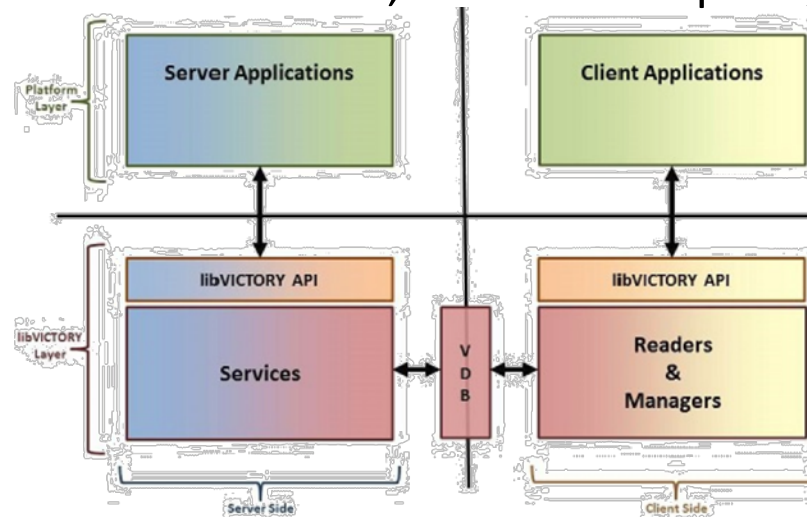 Server Applications
Client Applications
Platform
Layer
libVICTORY API
libVICTORY API
libVICTORY
Layer
Services
V
D
B
Readers
&
Managers
Server Side
Client Side